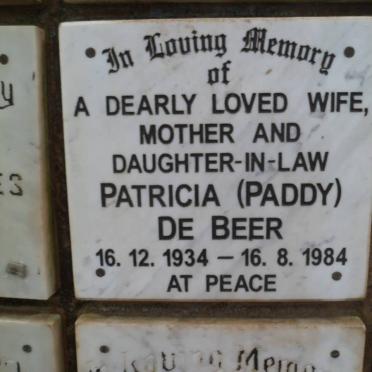 In Loving Memory
of
A DEARLY LOVED WIFE,
MOTHER AND
DAUGHTER-IN-LAW
PATRICIA (PADDY)
DE BEER
16. 12. 1934 – 16. 8. 1984
AT PEACE